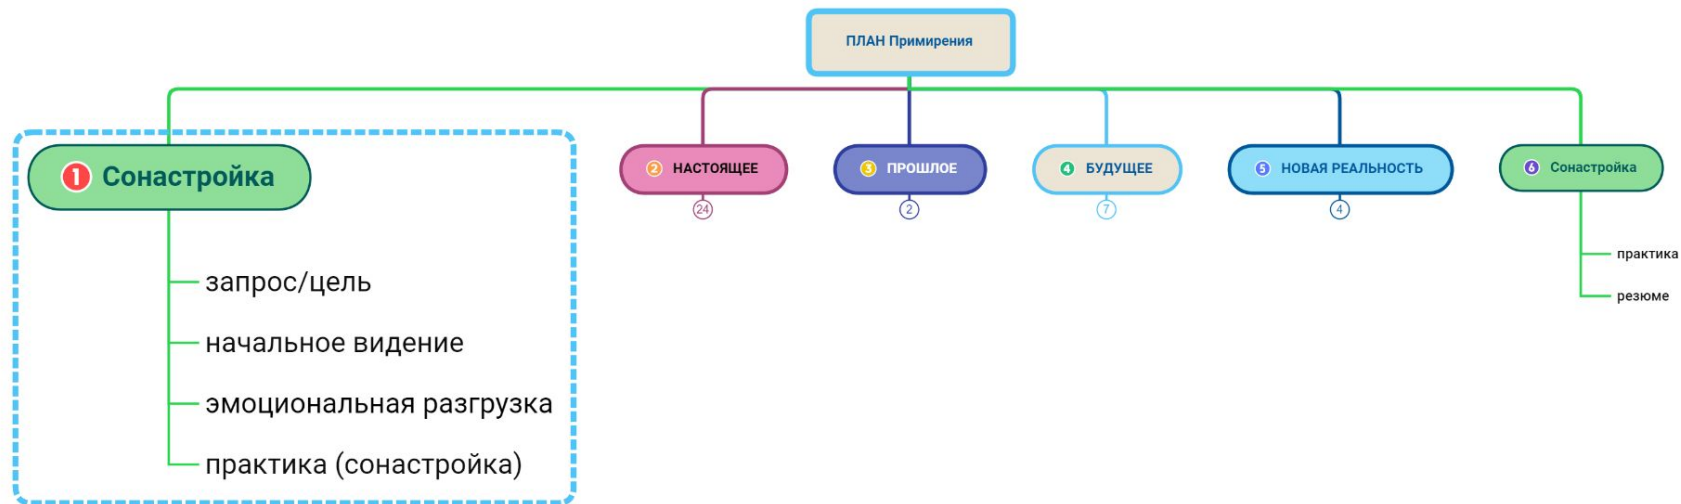 ПЛАН Примирения
1 Сонастройка
запрос/цель
начальное видение
эмоциональная разгрузка
практика (сонастройка)
2 НАСТОЯЩЕЕ
24
3 ПРОШЛОЕ
2
4 БУДУЩЕЕ
7
5 НОВАЯ РЕАЛЬНОСТЬ
4
6 Сонастройка
практика
резюме